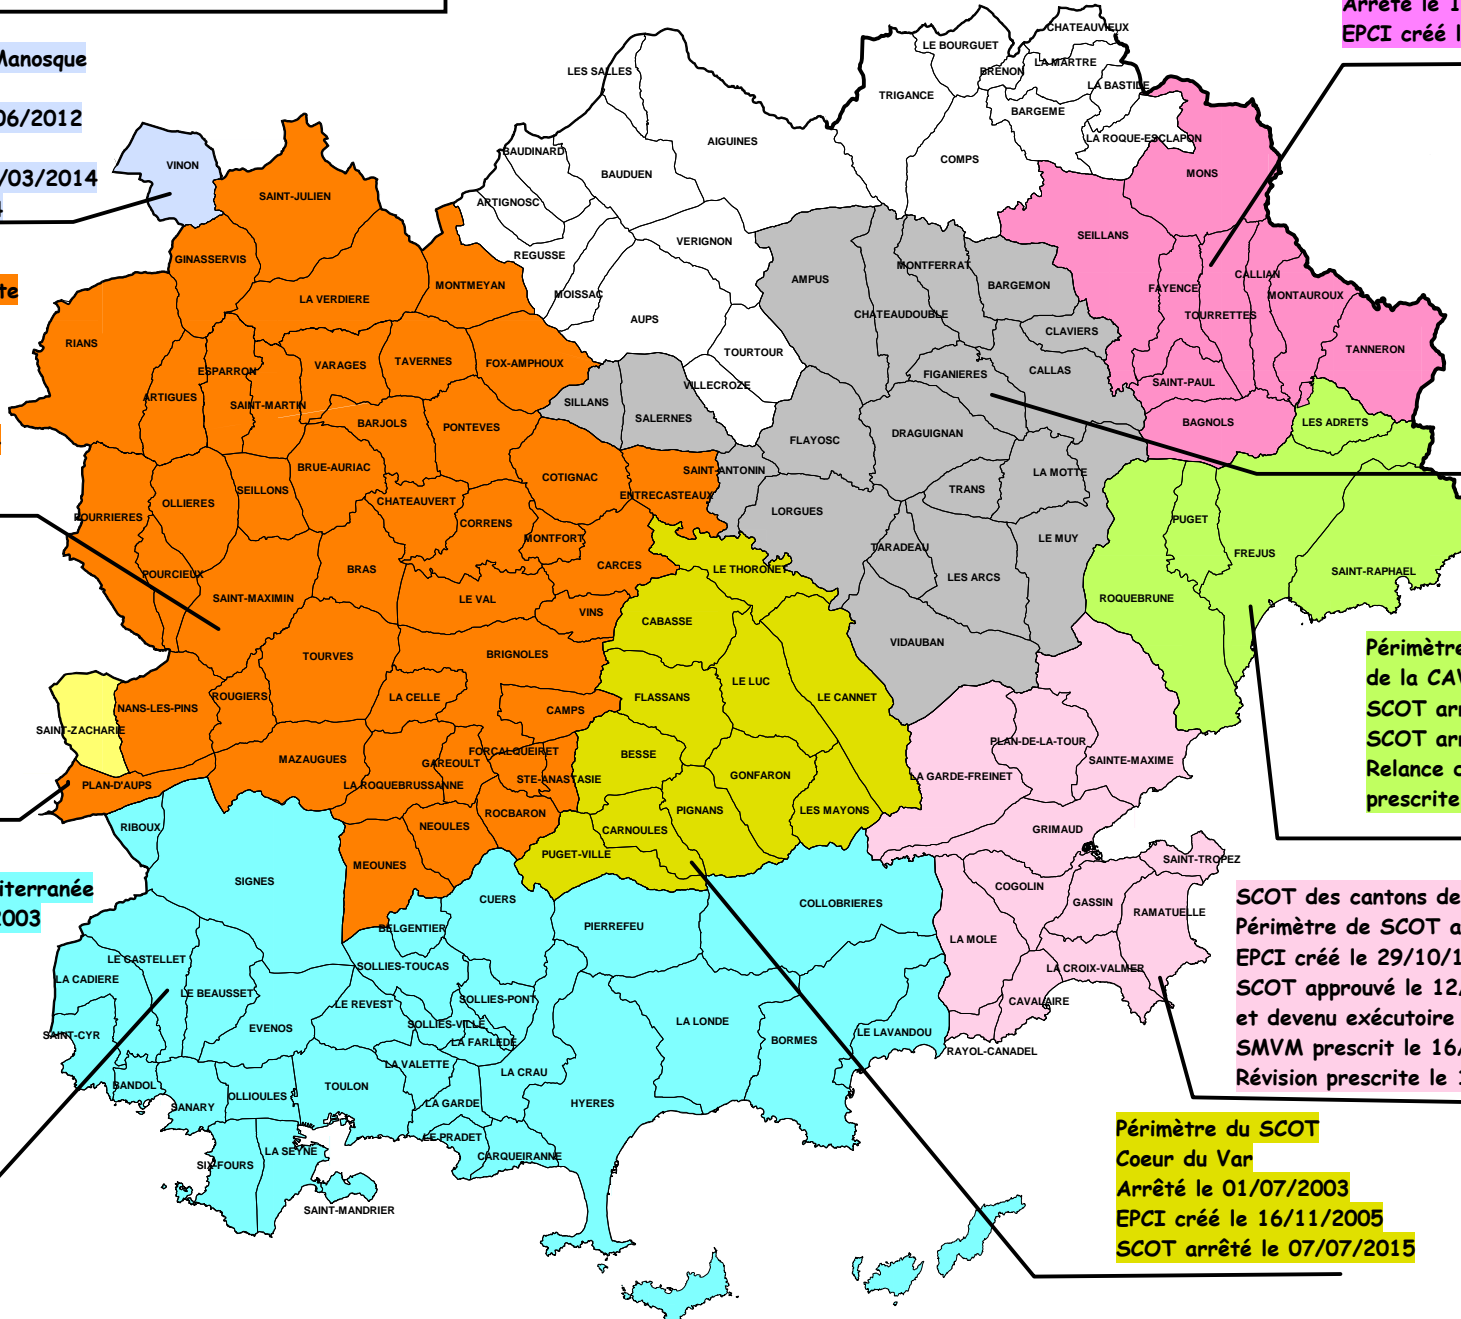 Arrêté le 1
EPCI créé l
Manosque
06/2012
/03/2014
te
iterranée
2003
Périmètre
de la CAV
SCOT arr
SCOT arr
Relance d
prescrite
SCOT des cantons de
Périmètre de SCOT a
EPCI créé le 29/10/1
SCOT approuvé le 12/
et devenu exécutoire
SMVM prescrit le 16/
Révision prescrite le 1
Périmètre du SCOT
Coeur du Var
Arrêté le 01/07/2003
EPCI créé le 16/11/2005
SCOT arrêté le 07/07/2015
CHATEAUVIEUX
LE BOURGUET
LA MARTRE
BRENON
LES SALLES
LA BASTIDE
TRIGANCE
BARGEME
AIGUINES
LA ROQUE-ESCLAPON
BAUDINARD
COMPS
VINON
BAUDUEN
MONS
SAINT-JULIEN
ARTIGNOSC
SEILLANS
VERIGNON
REGUSSE
GINASSERVIS
MONTFERRAT
CALLIAN
AMPUS
MONTMEYAN
BARGEMON
FAYENCE
MOISSAC
MONTAUROUX
LA VERDIERE
CHATEAUDOUBLE
TOURRETTES
AUPS
CLAVIERS
RIANS
TANNERON
TOURTOUR
TAVERNES
FOX-AMPHOUX
VARAGES
ESPARRON
CALLAS
FIGANIERES
SAINT-PAUL
VILLECROZE
ARTIGUES
SILLANS
SAINT-MARTIN
SALERNES
BARJOLS
BAGNOLS
LES ADRETS
PONTEVES
DRAGUIGNAN
FLAYOSC
BRUE-AURIAC
SAINT-ANTONIN
LA MOTTE
COTIGNAC
SEILLONS
TRANS
ENTRECASTEAUX
CHATEAUVERT
OLLIERES
LORGUES
POURRIERES
PUGET
CORRENS
MONTFORT
LE MUY
TARADEAU
FREJUS
CARCES
BRAS
LE THORONET
SAINT-RAPHAEL
POURCIEUX
LES ARCS
SAINT-MAXIMIN
LE VAL
ROQUEBRUNE
VINS
CABASSE
VIDAUBAN
TOURVES
BRIGNOLES
LE LUC
ROUGIERS
LA CELLE
FLASSANS
LE CANNET
NANS-LES-PINS
CAMPS
SAINT-ZACHARIE
PLAN-DE-LA-TOUR
FORCALQUEIRET
BESSE
MAZAUGUES
SAINTE-MAXIME
GAREOULT
GONFARON
LA GARDE-FREINET
STE-ANASTASIE
PLAN-D'AUPS
LA ROQUEBRUSSANNE
PIGNANS
LES MAYONS
ROCBARON
RIBOUX
NEOULES
CARNOULES
GRIMAUD
PUGET-VILLE
SAINT-TROPEZ
MEOUNES
SIGNES
COGOLIN
CUERS
GASSIN
COLLOBRIERES
RAMATUELLE
PIERREFEU
BELGENTIER
LA MOLE
LE CASTELLET
SOLLIES-TOUCAS
LA CROIX-VALMER
LA CADIERE
LE BEAUSSET
SOLLIES-PONT
CAVALAIRE
LE REVEST
LA LONDE
SOLLIES-VILLE
EVENOS
LE LAVANDOU
SAINT-CYR
LA FARLEDE
BORMES
RAYOL-CANADEL
LA VALETTE
LA CRAU
BANDOL
TOULON
OLLIOULES
HYERES
LA GARDE
SANARY
LE PRADET
LA SEYNE
CARQUEIRANNE
SIX-FOURS
SAINT-MANDRIER